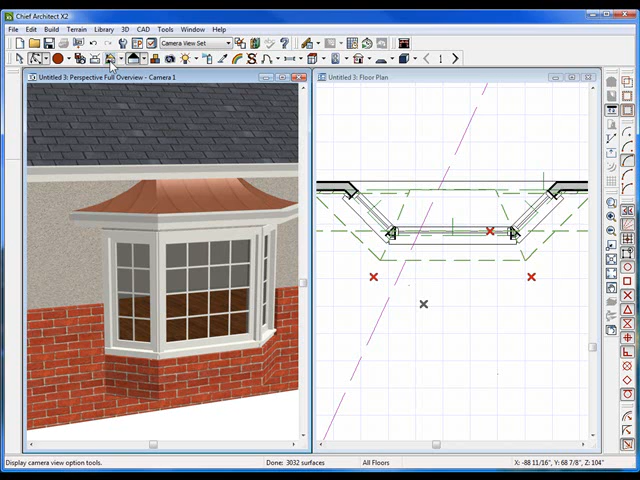 Chief Architect X2
File Edit Build Terrain Library 3D CAD Tools Window Help
Camera View Set
1
Untitled 3: Perspective Full Overview - Camera 1
Untitled 3: Floor Plan
Display camera view option tools.
Done: 3032 surfaces
All Floors
X: -88 11/16", Y: 68 7/8", Z: 104"